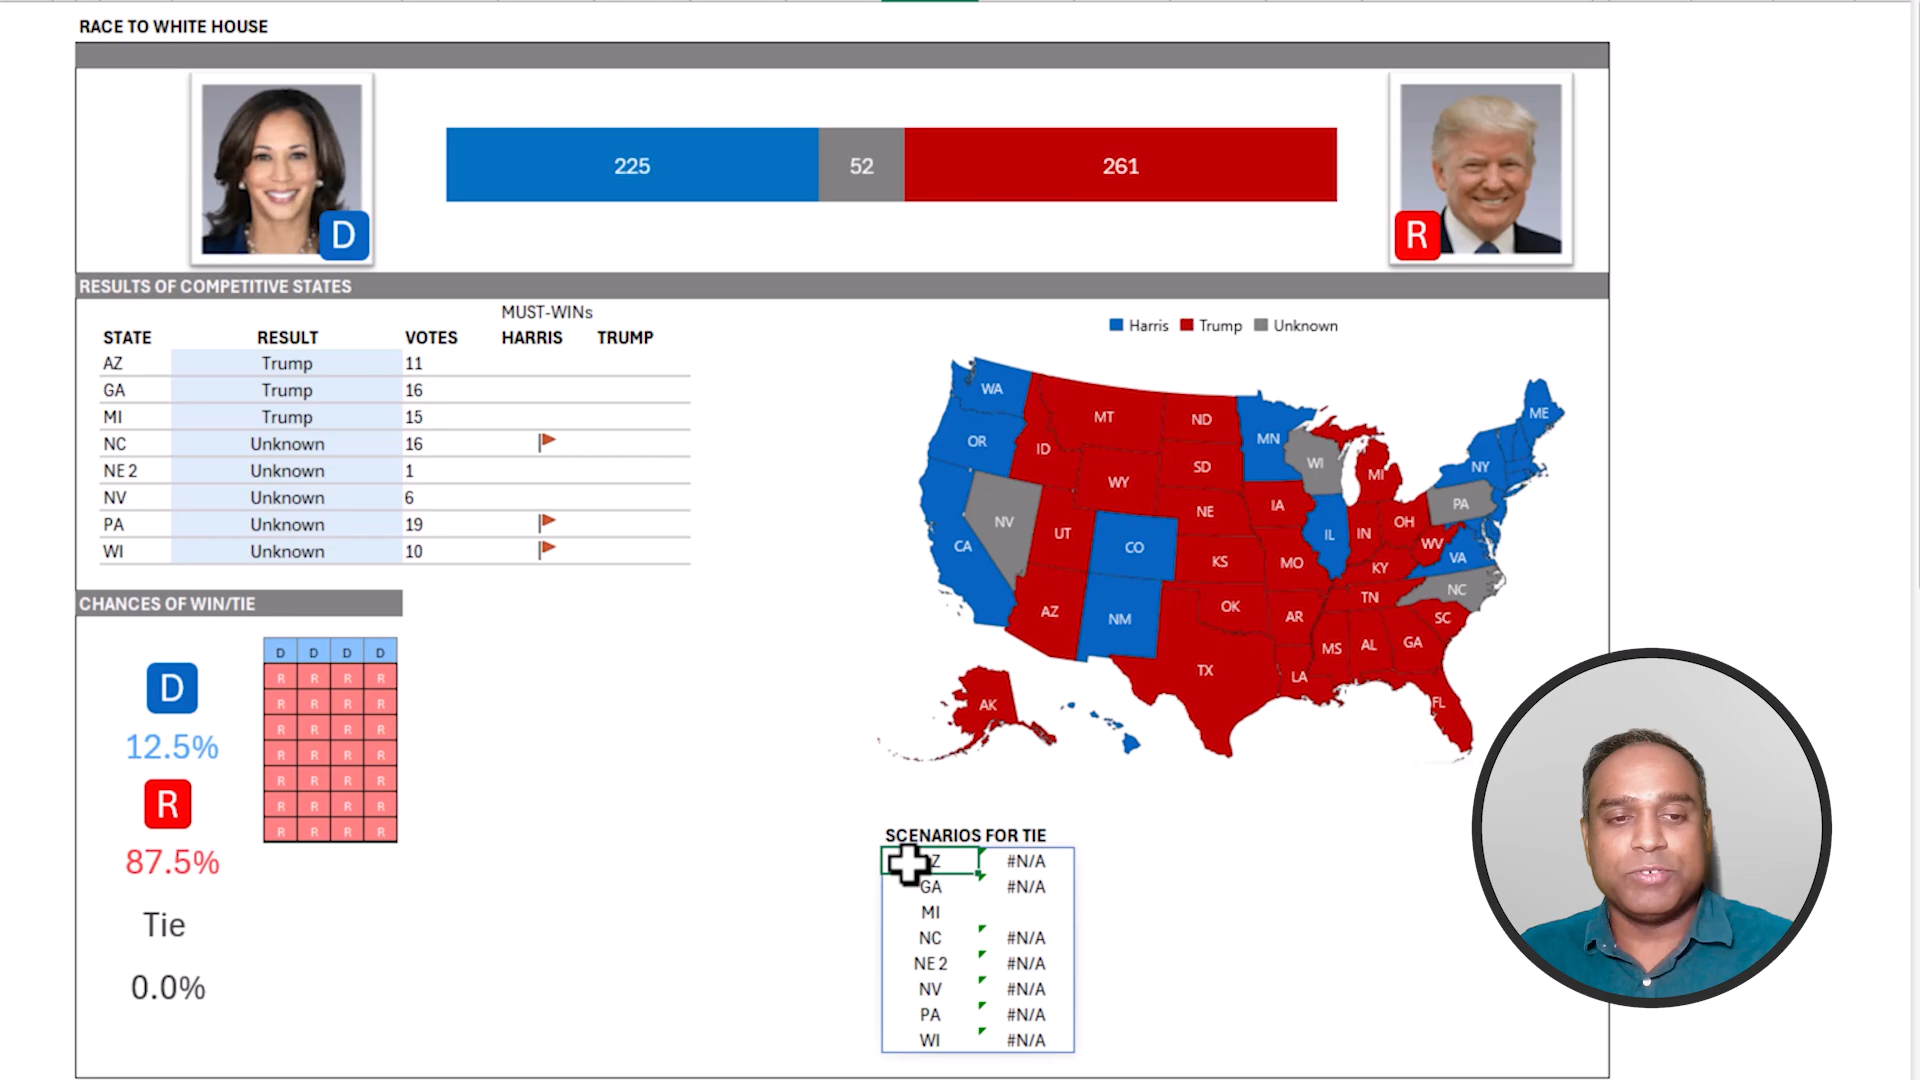 RACE TO WHITE HOUSE
225
52
261
D
R
RESULTS OF COMPETITIVE STATES
MUST-WINs
STATE RESULT VOTES HARRIS TRUMP
AZ Trump 11
GA Trump 16
MI Trump 15
NC Unknown 16
NE 2 Unknown 1
NV Unknown 6
PA Unknown 19
WI Unknown 10
Harris Trump Unknown
WA
MT
ND
MN
ME
OR
ID
SD
WI
MI
NY
WY
NV
UT
CO
NE
IA
IL
IN
OH
PA
WV
VA
CA
KS
MO
KY
NC
AZ
NM
OK
AR
TN
SC
MS
AL
GA
TX
LA
FL
AK
CHANCES OF WIN/TIE
D D D D
R R R R
R R R R
R R R R
R R R R
R R R R
R R R R
R R R R
D
12.5%
R
87.5%
Tie
0.0%
SCENARIOS FOR TIE
Z #N/A
GA #N/A
MI
NC #N/A
NE 2 #N/A
NV #N/A
PA #N/A
WI #N/A